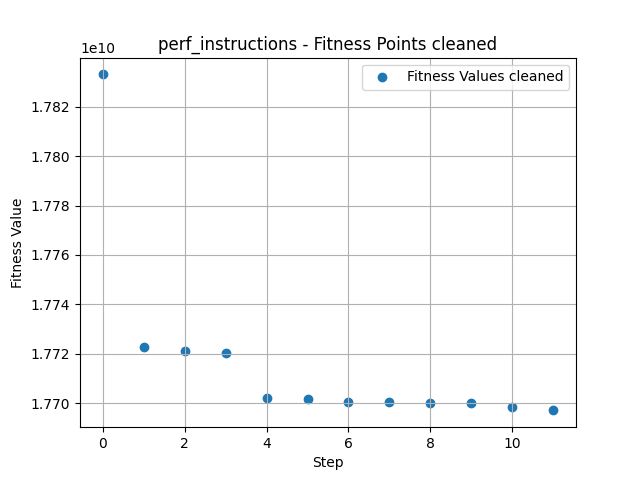 perf_instructions - Fitness Points cleaned
1e10
Fitness Values cleaned
1.782
1.780
1.778
1.776
1.774
1.772
1.770
Fitness Value
0
2
4
6
8
10
Step